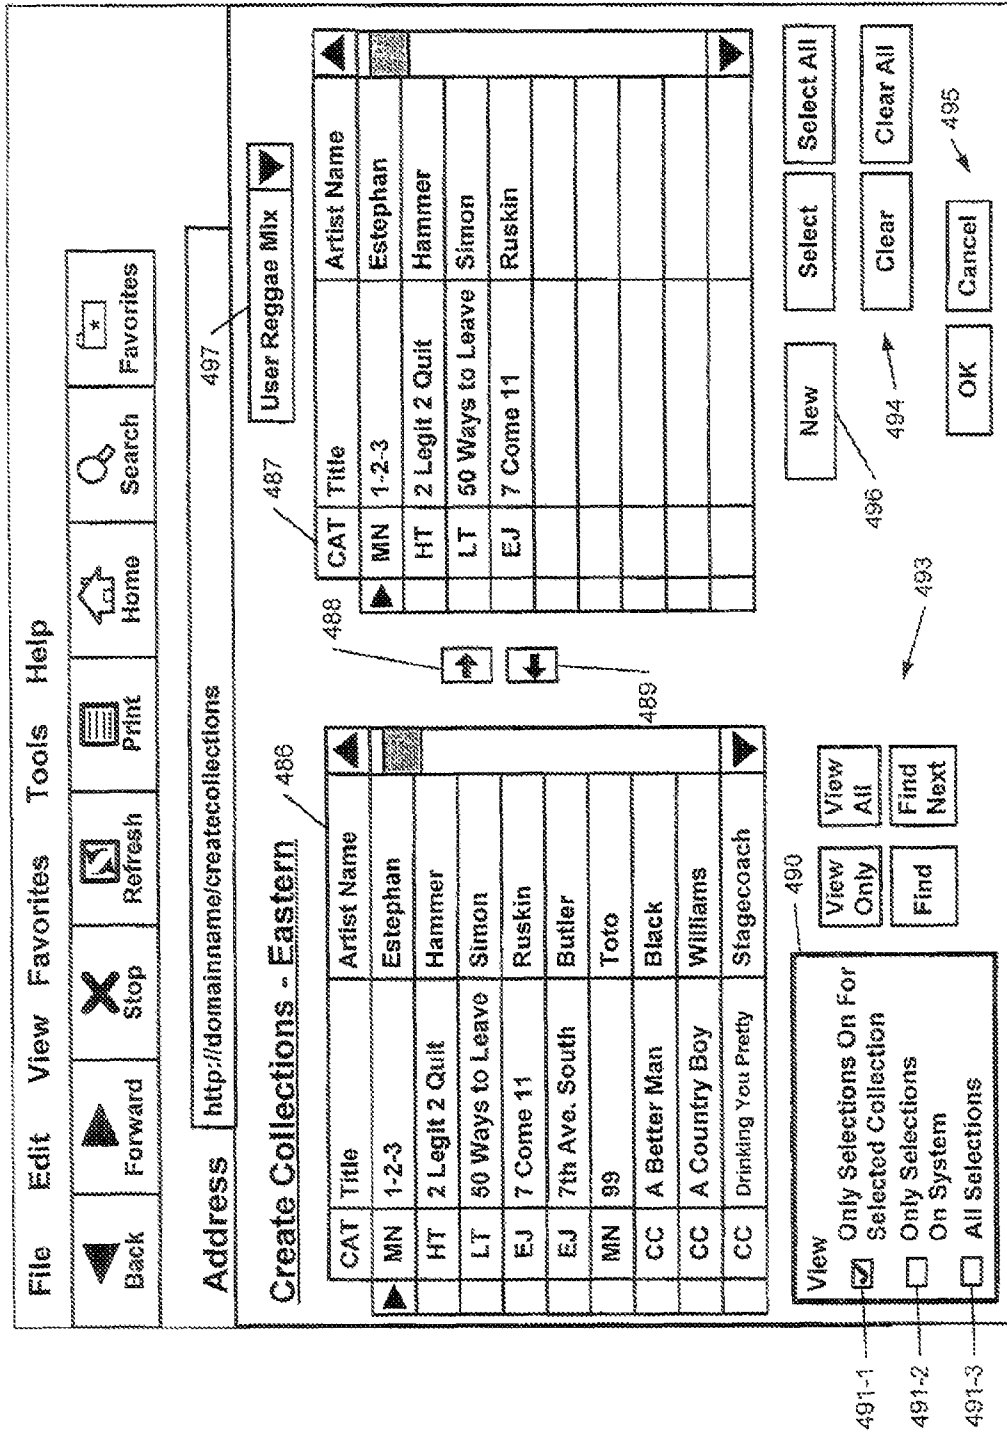 File Edit View Favorites Tools Help
Back Forward Stop Refresh Print Home Search Favorites
Address http://domainname/createcollections
497
Create Collections - Eastern
486
488
487
User Reggae Mix
CAT Title Artist Name
MN 1-2-3 Estephan
HT 2 Legit 2 Quit Hammer
LT 50 Ways to Leave Simon
EJ 7 Come 11 Ruskin
EJ 7th Ave. South Butler
MN 99 Toto
CC A Better Man Black
CC A Country Boy Williams
CC Drinking You Pretty Stagecoach
489
CAT Title Artist Name
MN 1-2-3 Estephan
HT 2 Legit 2 Quit Hammer
LT 50 Ways to Leave Simon
EJ 7 Come 11 Ruskin
490
View
491-1 Only Selections On For
Selected Collection
491-2 Only Selections
On System
491-3 All Selections
View
Only
View
All
Find
Find
Next
493
New
496
Select Select All
Clear Clear All
494
OK Cancel
495